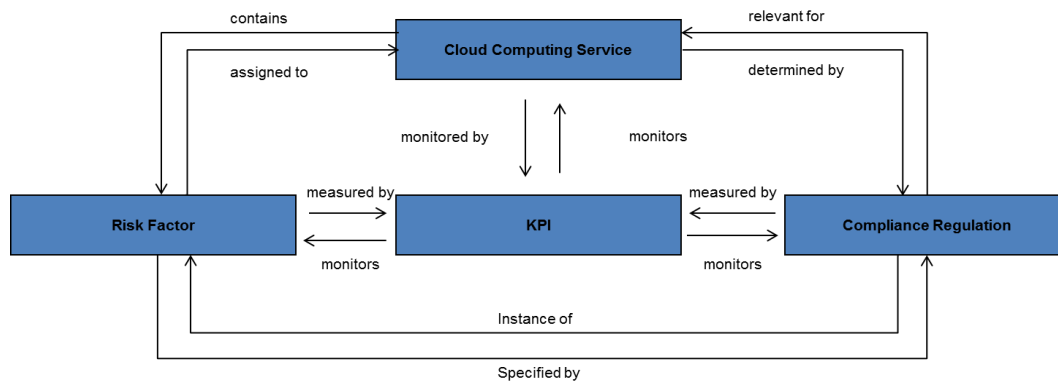 contains
relevant for
Cloud Computing Service
assigned to
determined by
monitored by
monitors
measured by
measured by
Risk Factor
KPI
Compliance Regulation
monitors
monitors
Instance of
Specified by